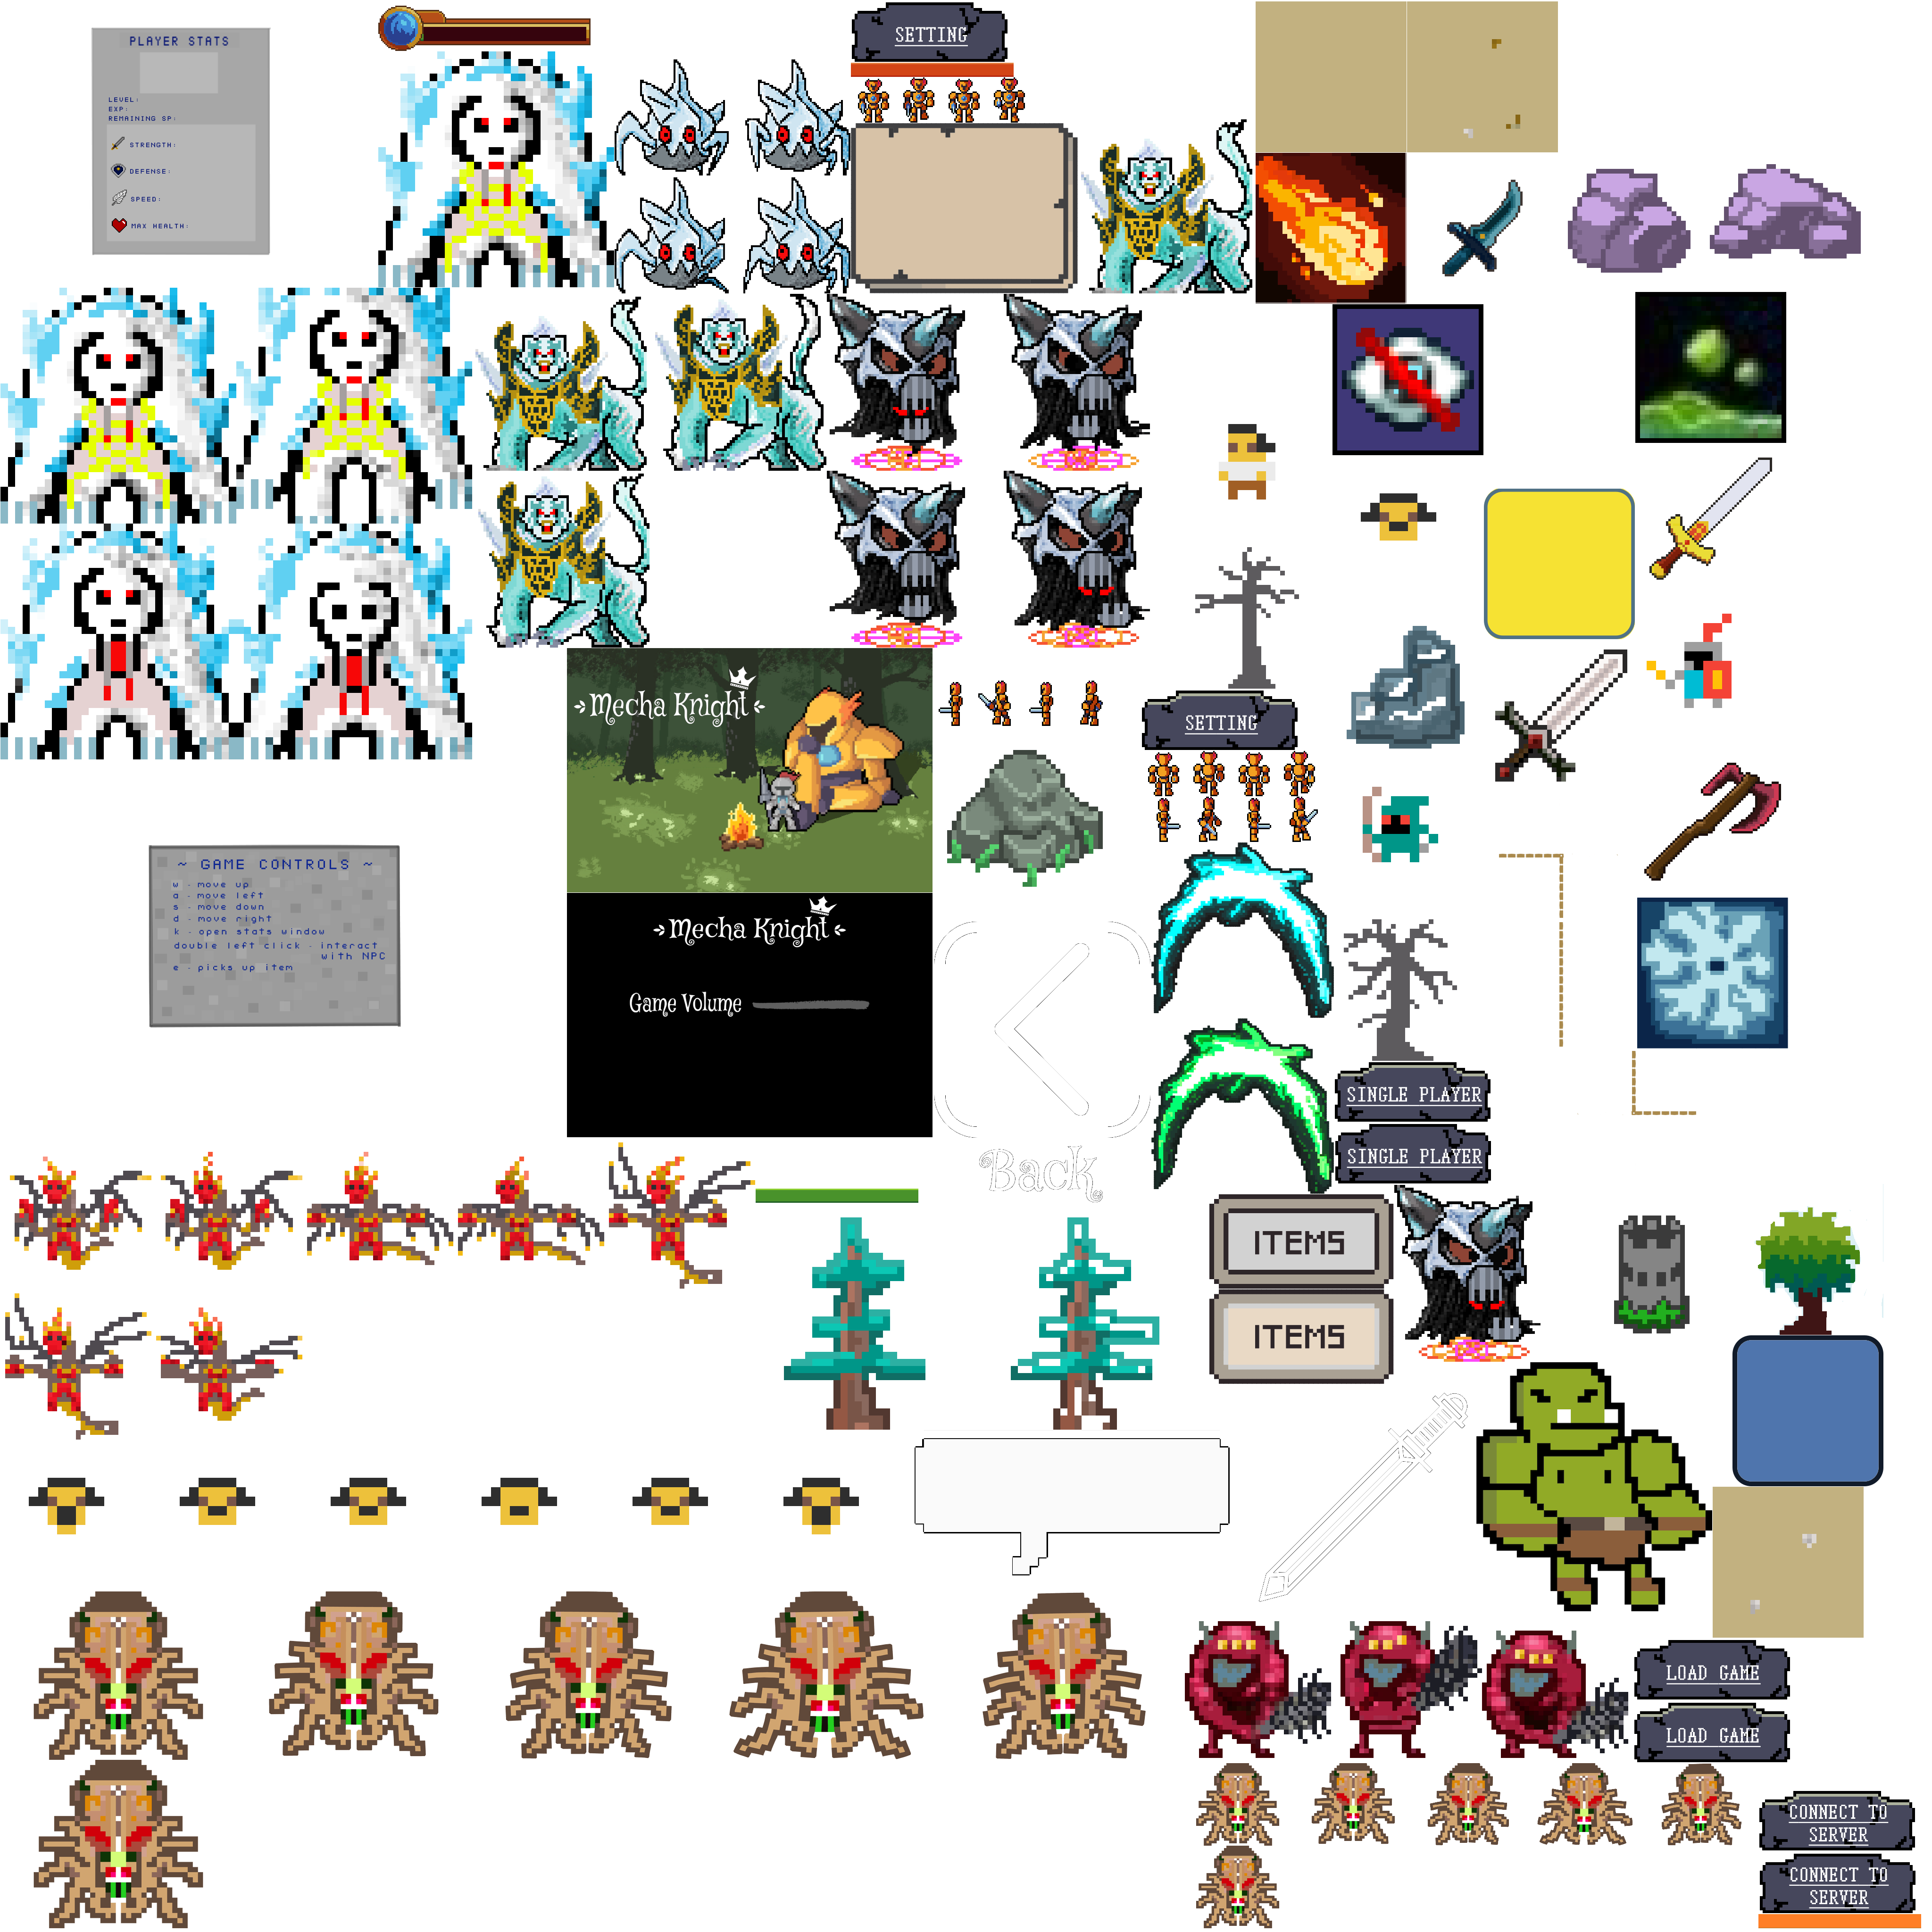 PLAYER STATS
LEVEL:
EXP:
REMAINING SP:
STRENGTH:
DEFENSE:
SPEED:
MAX HEALTH:
SETTING
Mecha Knight
SETTING
~ GAME CONTROLS ~
w - move up
a - move left
s - move down
d - move right
k - open stats window
double left click - interact
with NPC
e - picks up item
Mecha Knight
Game Volume
Back
SINGLE PLAYER
SINGLE PLAYER
ITEMS
ITEMS
LOAD GAME
LOAD GAME
CONNECT TO
SERVER
CONNECT TO
SERVER